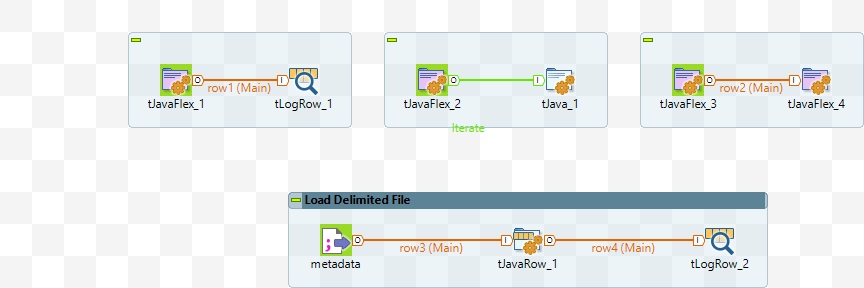 O row1 (Main) I
tJavaFlex_1 tLogRow_1
O I
tJavaFlex_2 tJava_1
Iterate
O row2 (Main) I
tJavaFlex_3 tJavaFlex_4
Load Delimited File
O row3 (Main) I O row4 (Main) I
metadata tJavaRow_1 tLogRow_2